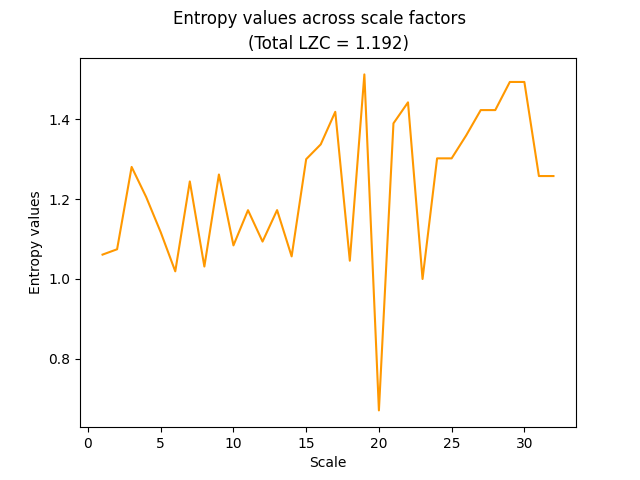 Entropy values across scale factors
(Total LZC = 1.192)
Entropy values
1.4
1.2
1.0
0.8
0 5 10 15 20 25 30
Scale